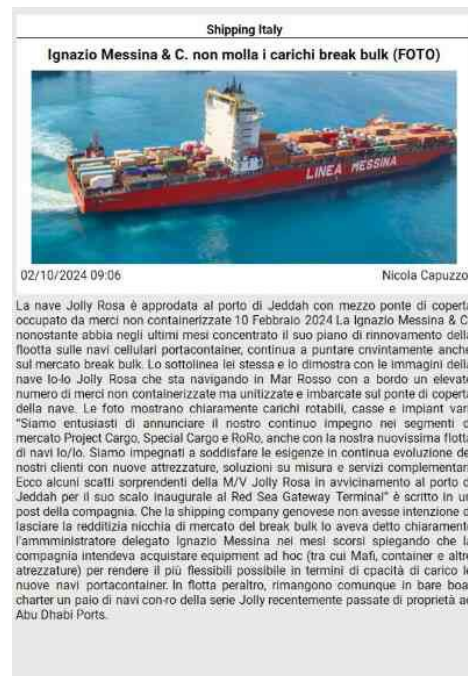 Shipping Italy
Ignazio Messina & C. non molla i carichi break bulk (FOTO)
LINEA MESSINA
02/10/2024 09:06
Nicola Capuzzo
La nave Jolly Rosa è approdata al porto di Jeddah con mezzo ponte di coperta
occupato da merci non containerizzate 10 Febbraio 2024 La Ignazio Messina & C.
nonostante abbia negli ultimi mesi concentrato il suo piano di rinnovamento della
flootta sulle navi cellulari portacontainer, continua a puntare cnvintamente anche
sul mercato break bulk. Lo sottolinea lei stessa e lo dimostra con le immagini della
nave lo-lo Jolly Rosa che sta navigando in Mar Rosso con a bordo un elevato
numero di merci non containerizzate ma unitizzate e imbarcate sul ponte di coperta
della nave. Le foto mostrano chiaramente carichi rotabili, casse e impiant vari
"Siamo entusiasti di annunciare il nostro continuo impegno nei segmenti di
mercato Project Cargo, Special Cargo e RoRo, anche con la nostra nuovissima flotta
di navi lo/lo. Siamo impegnati a soddisfare le esigenze in continua evoluzione dei
nostri clienti con nuove attrezzature, soluzioni su misura e servizi complementari
Ecco alcuni scatti sorprendenti della M/V Jolly Rosa in avvicinamento al porto di
Jeddah per il suo scalo inaugurale al Red Sea Gateway Terminal" è scritto in un
post della compagnia. Che la shipping company genovese non avesse intenzione di
lasciare la redditizia nicchia di mercato del break bulk lo aveva detto chiaramente
l'ammministratore delegato Ignazio Messina nei mesi scorsi spiegando che la
compagnia intendeva acquistare equipment ad hoc (tra cui Mafi, container e altre
atrezzature) per rendere il più flessibili possibile in termini di cpacità di carico le
nuove navi portacontainer. In flotta peraltro, rimangono comunque in bare boat
charter un paio di navi con-ro della serie Jolly recentemente passate di proprietà ad
Abu Dhabi Ports.